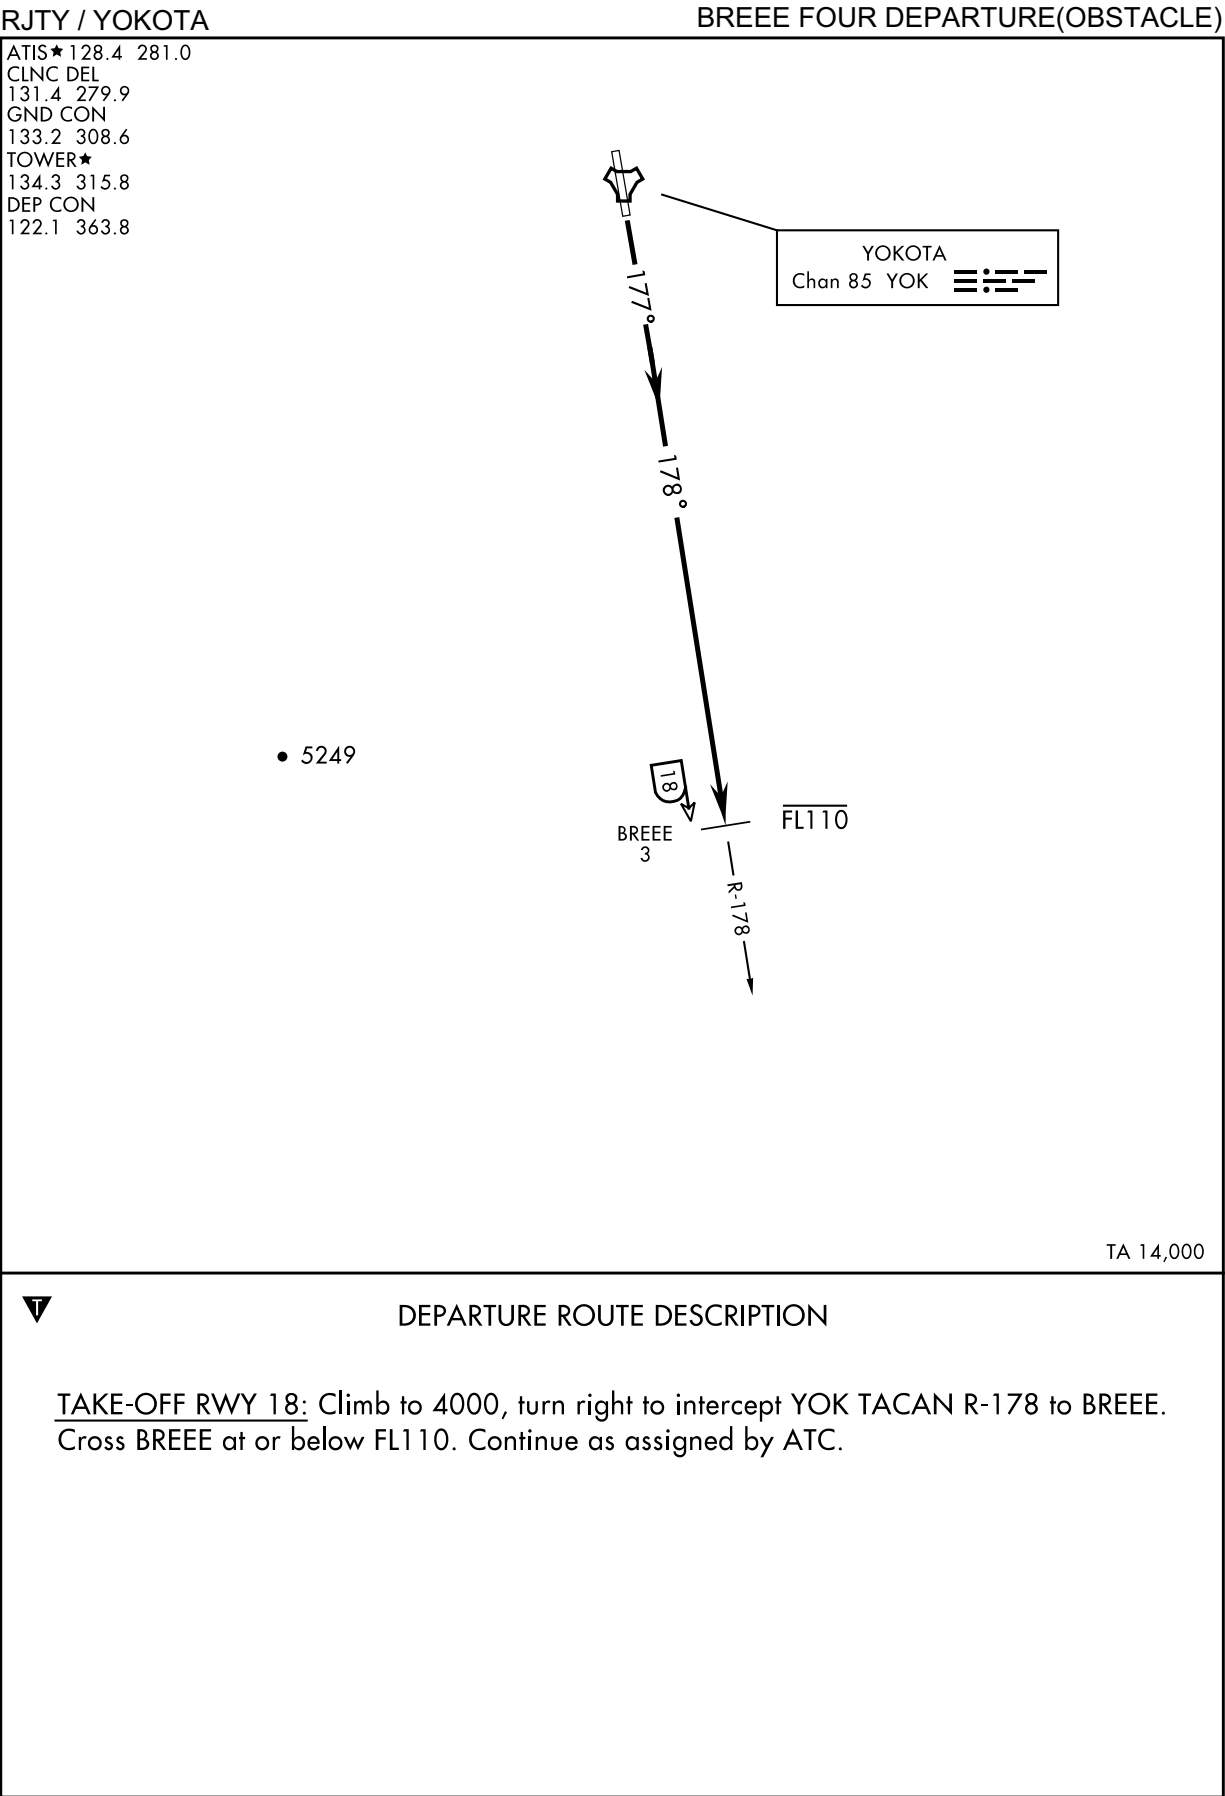 RJTY / YOKOTA
BREEE FOUR DEPARTURE(OBSTACLE)
ATIS★ 128.4 281.0
CLNC DEL
131.4 279.9
GND CON
133.2 308.6
TOWER★
134.3 315.8
DEP CON
122.1 363.8
YOKOTA
Chan 85 YOK
177°
178°
5249
18
BREEE
3
FL110
R-178
TA 14,000
T
DEPARTURE ROUTE DESCRIPTION
TAKE-OFF RWY 18: Climb to 4000, turn right to intercept YOK TACAN R-178 to BREEE.
Cross BREEE at or below FL110. Continue as assigned by ATC.